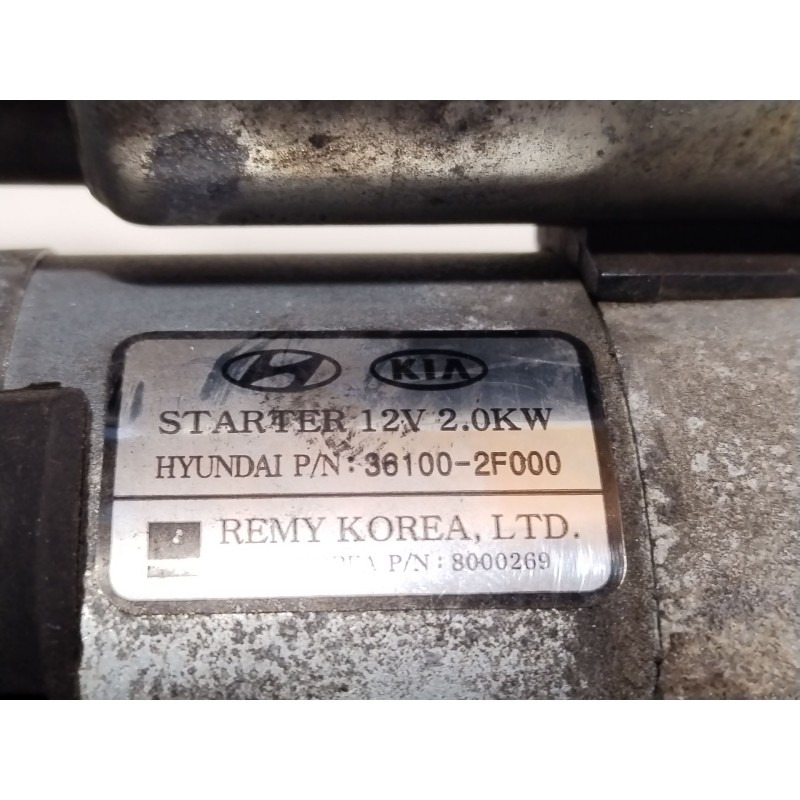 KIA
STARTER 12V 2.0KW
HYUNDAI P/N: 36100-2F000
REMY KOREA, LTD.
P/N: 8000269